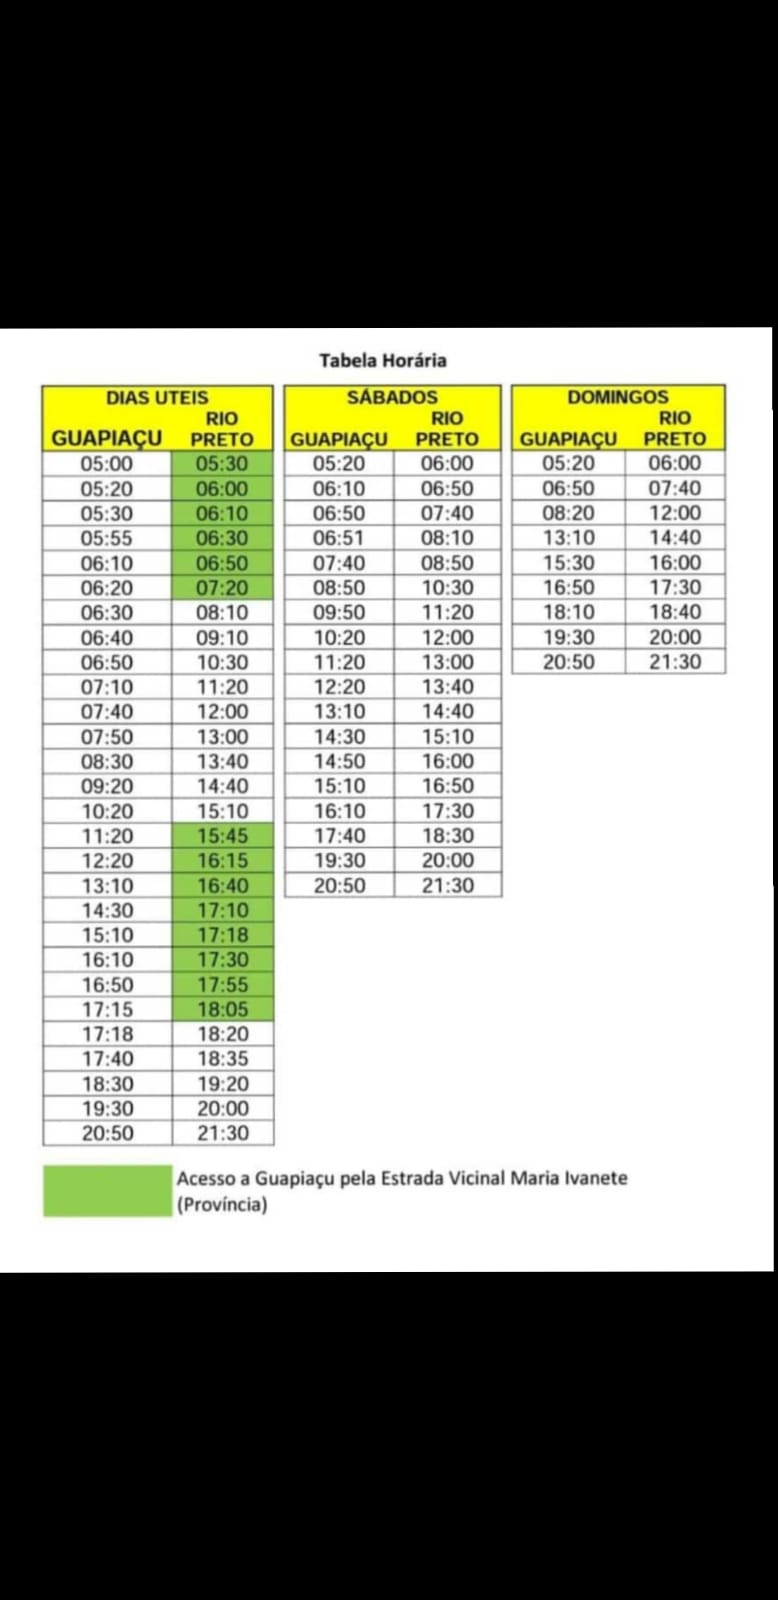 Tabela Horária
DIAS UTEIS SÁBADOS DOMINGOS
RIO RIO RIO
GUAPIAÇU PRETO GUAPIAÇU PRETO GUAPIAÇU PRETO
05:00 05:30 05:20 06:00 05:20 06:00
05:20 06:00 06:10 06:50 06:50 07:40
05:30 06:10 06:50 07:40 08:20 12:00
05:55 06:30 06:51 08:10 13:10 14:40
06:10 06:50 07:40 08:50 15:30 16:00
06:20 07:20 08:50 10:30 16:50 17:30
06:30 08:10 09:50 11:20 18:10 18:40
06:40 09:10 10:20 12:00 19:30 20:00
06:50 10:30 11:20 13:00 20:50 21:30
07:10 11:20 12:20 13:40
07:40 12:00 13:10 14:40
07:50 13:00 14:30 15:10
08:30 13:40 14:50 16:00
09:20 14:40 15:10 16:50
10:20 15:10 16:10 17:30
11:20 15:45 17:40 18:30
12:20 16:15 19:30 20:00
13:10 16:40 20:50 21:30
14:30 17:10
15:10 17:18
16:10 17:30
16:50 17:55
17:15 18:05
17:18 18:20
17:40 18:35
18:30 19:20
19:30 20:00
20:50 21:30
Acesso a Guapiaçu pela Estrada Vicinal Maria Ivanete
(Província)